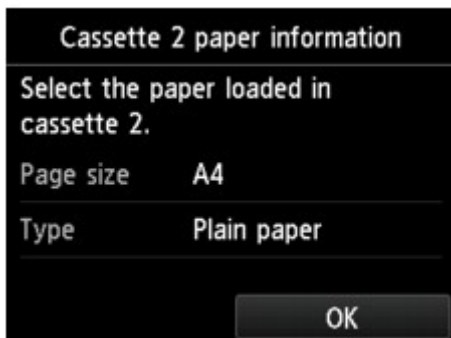 Cassette 2 paper information
Select the paper loaded in
cassette 2.
Page size A4
Type Plain paper
OK